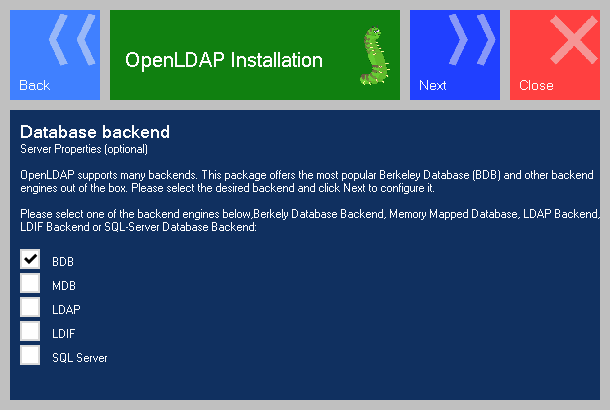 Back
OpenLDAP Installation
Next
Close
Database backend
Server Properties (optional)
OpenLDAP supports many backends. This package offers the most popular Berkeley Database (BDB) and other backend
engines out of the box. Please select the desired backend and click Next to configure it.
Please select one of the backend engines below,Berkely Database Backend, Memory Mapped Database, LDAP Backend,
LDIF Backend or SQL-Server Database Backend:
BDB
MDB
LDAP
LDIF
SQL Server